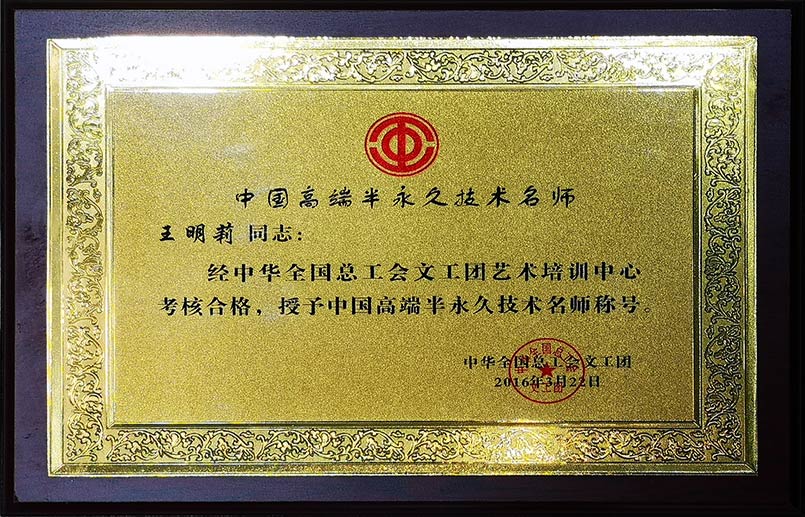 中国高端半永久技术名师
王明莉 同志：
经中华全国总工会文工团艺术培训中心
考核合格，授予中国高端半永久技术名师称号。
中华全国总工会文工团
2016年3月22日